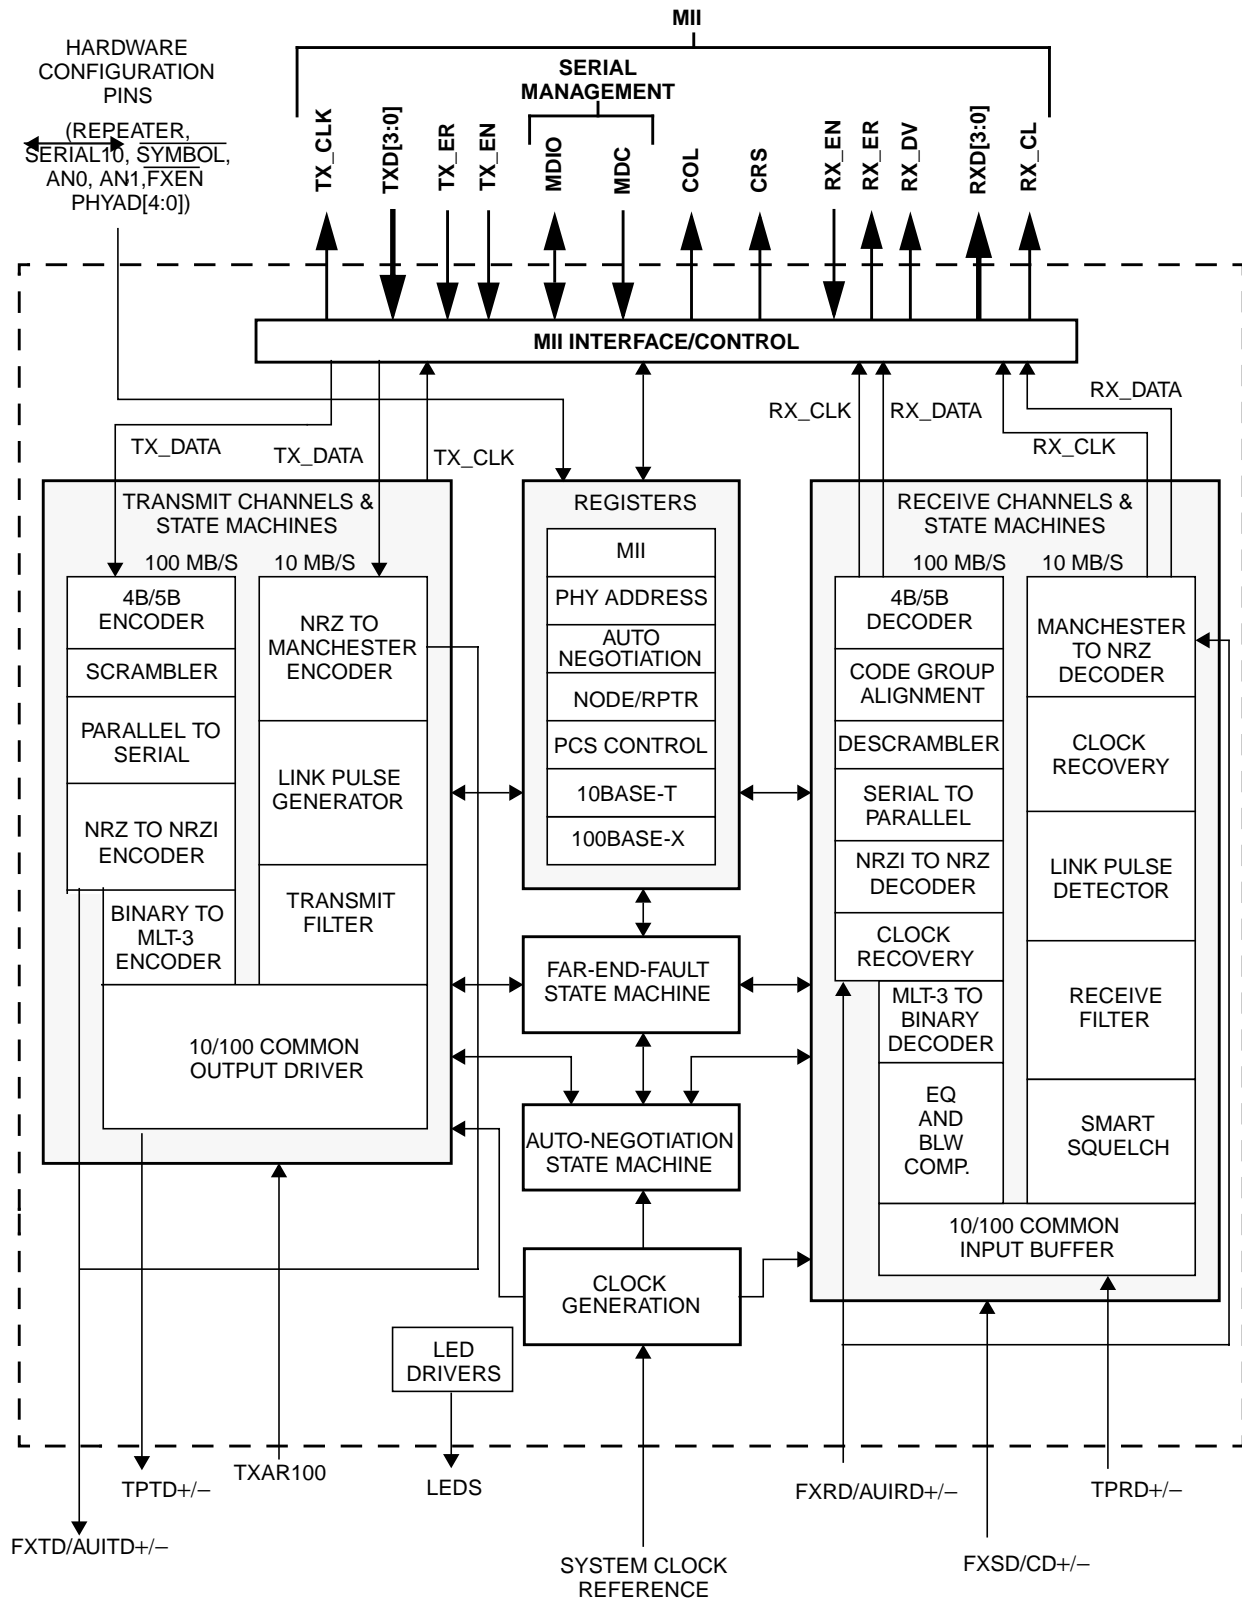 MII
HARDWARE
CONFIGURATION
PINS
(REPEATER,
SERIAL10, SYMBOL,
AN0, AN1,FXEN
PHYAD[4:0])
SERIAL
MANAGEMENT
TX_CLK
TXD[3:0]
TX_ER
TX_EN
MDIO
MDC
COL
CRS
RX_EN
RX_ER
RX_DV
RXD[3:0]
RX_CL
MII INTERFACE/CONTROL
TX_DATA
TX_DATA
TX_CLK
RX_CLK
RX_DATA
RX_CLK
RX_DATA
TRANSMIT CHANNELS &
STATE MACHINES
100 MB/S
10 MB/S
4B/5B
ENCODER
SCRAMBLER
PARALLEL TO
SERIAL
NRZ TO NRZI
ENCODER
BINARY TO
MLT-3
ENCODER
NRZ TO
MANCHESTER
ENCODER
LINK PULSE
GENERATOR
TRANSMIT
FILTER
10/100 COMMON
OUTPUT DRIVER
REGISTERS
MII
PHY ADDRESS
AUTO
NEGOTIATION
NODE/RPTR
PCS CONTROL
10BASE-T
100BASE-X
FAR-END-FAULT
STATE MACHINE
AUTO-NEGOTIATION
STATE MACHINE
CLOCK
GENERATION
LED
DRIVERS
RECEIVE CHANNELS &
STATE MACHINES
100 MB/S
10 MB/S
4B/5B
DECODER
CODE GROUP
ALIGNMENT
DESCRAMBLER
SERIAL TO
PARALLEL
NRZI TO NRZ
DECODER
CLOCK
RECOVERY
MLT-3 TO
BINARY
DECODER
EQ
AND
BLW
COMP.
MANCHESTER
TO NRZ
DECODER
CLOCK
RECOVERY
LINK PULSE
DETECTOR
RECEIVE
FILTER
SMART
SQUELCH
10/100 COMMON
INPUT BUFFER
TPTD+/−
TXAR100
LEDS
FXRD/AUIRD+/−
TPRD+/−
FXTD/AUITD+/−
SYSTEM CLOCK
REFERENCE
FXSD/CD+/−